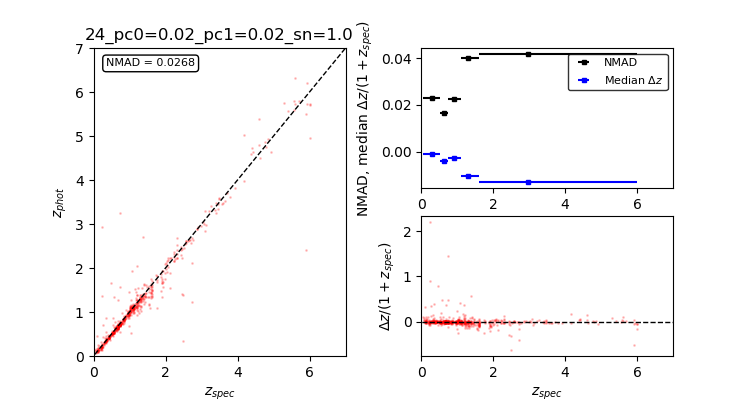 24_pc0=0.02_pc1=0.02_sn=1.0
NMAD = 0.0268
7
6
5
4
3
2
1
0
z_phot
0 2 4 6
z_spec
NMAD, median Δz/(1 + z_spec)
0.04
0.02
0.00
NMAD
Median Δz
0 2 4 6
Δz/(1 + z_spec)
2
1
0
0 2 4 6
z_spec